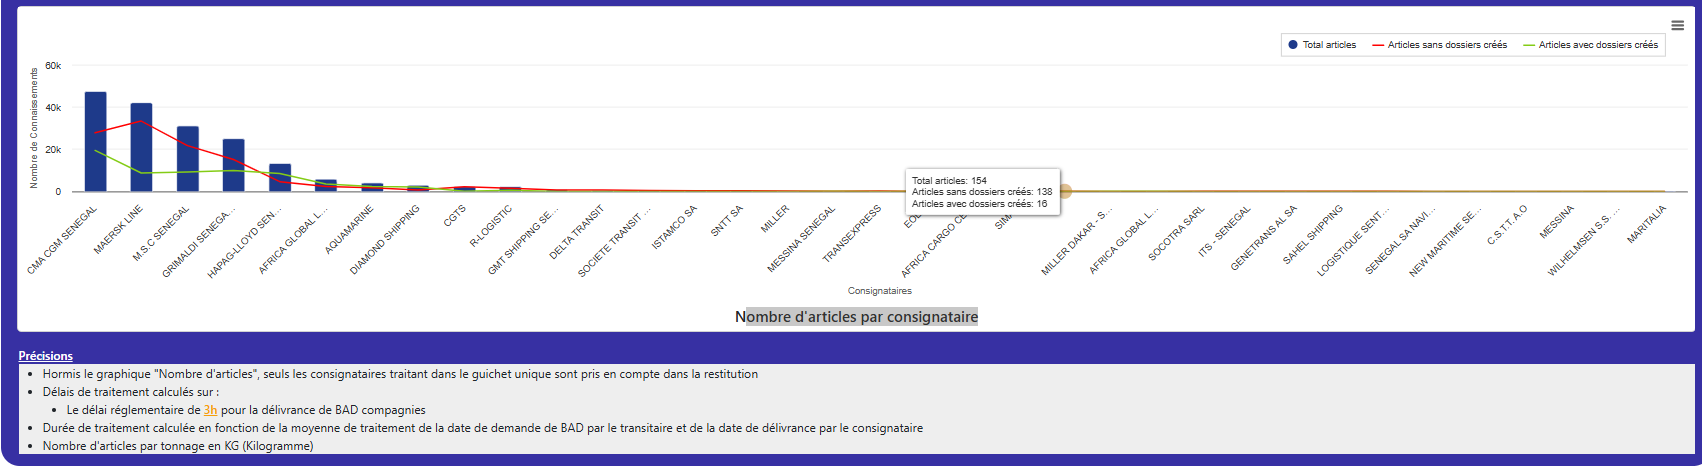 Total articles
Articles sans dossiers créés
Articles avec dossiers créés
60k
40k
20k
0
Nombre de Connaissements
Total articles: 154
Articles sans dossiers créés: 138
Articles avec dossiers créés: 16
CMA CGM SENEGAL
MAERSK LINE
M.S.C SENEGAL
GRIMALDI SENEGA...
HAPAG-LLOYD SEN...
AFRICA GLOBAL L...
AQUAMARINE
DIAMOND SHIPPING
CGTS
R-LOGISTIC
GMT SHIPPING SE...
DELTA TRANSIT
SOCIETE TRANSIT ...
ISTAMCO SA
SNTT SA
MILLER
MESSINA SENEGAL
TRANSEXPRESS
AFRICA CARGO
MILLER DAKAR - S...
AFRICA GLOBAL L...
SOCOTRA SARL
ITS - SENEGAL
GENETRANS AL SA
SAHEL SHIPPING
LOGISTIQUE SENT...
SENEGAL SA NAVI...
NEW MARITIME SE...
C.S.T.T.A.O
MESSINA
WILHELMSEN S.S. ...
MARITALIA
Consignataires
Nombre d'articles par consignataire
Précisions
• Hormis le graphique "Nombre d'articles", seuls les consignataires traitant dans le guichet unique sont pris en compte dans la restitution
• Délais de traitement calculés sur :
• Le délai réglementaire de 3h pour la délivrance de BAD compagnies
• Durée de traitement calculée en fonction de la moyenne de traitement de la date de demande de BAD par le transitaire et de la date de délivrance par le consignataire
• Nombre d'articles par tonnage en KG (Kilogramme)